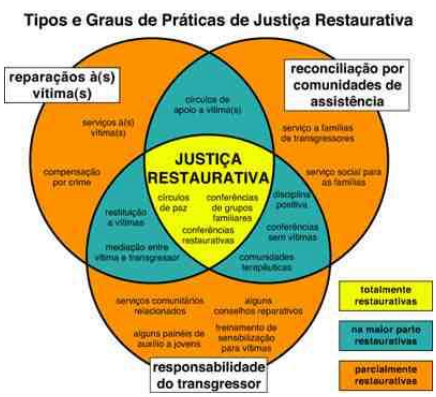 Tipos e Graus de Práticas de Justiça Restaurativa
reparaçãos à(s)
vítima(s)
reconciliação por
comunidades de
assistência
círculos de
apoio a vítima(s)
serviços à(s)
vítima(s)
serviço a famílias
de transgressores
compensação
por crime
JUSTIÇA
RESTAURATIVA
serviço social para
as famílias
círculos
de paz
conferências
de grupos
familiares
conferências
restaurativas
disciplina
positiva
restituição
a vítimas
conferências
sem vítimas
mediação entre
vítima e transgressor
comunidades
terapêuticas
serviços comunitários
relacionados
alguns
conselhos reparativos
alguns painéis de
auxílio a jovens
treinamento de
sensibilização
para vítimas
responsabilidade
do transgressor
totalmente
restaurativas
na maior parte
restaurativas
parcialmente
restaurativas